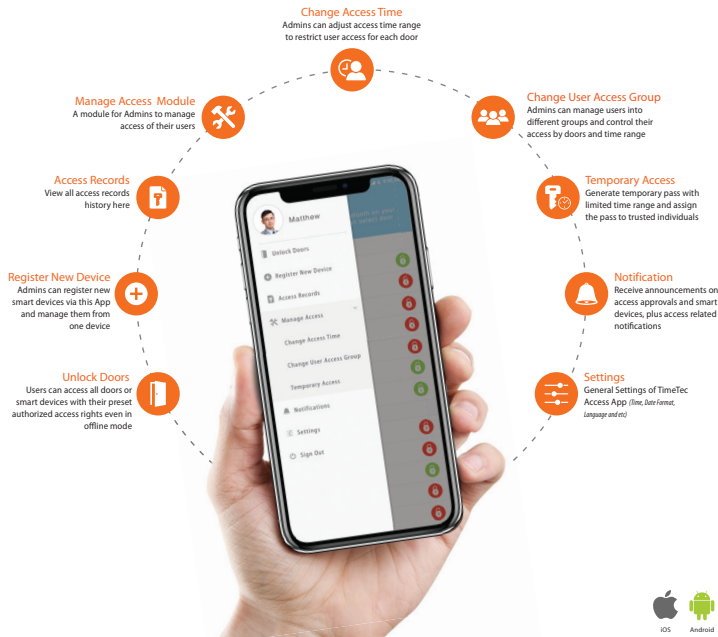 Change Access Time
Admins can adjust access time range
to restrict user access for each door
Manage Access Module
A module for Admins to manage
access of their users
Change User Access Group
Admins can manage users into
different groups and control their
access by doors and time range
Access Records
View all access records
history here
Temporary Access
Generate temporary pass with
limited time range and assign
the pass to trusted individuals
Register New Device
Admins can register new
smart devices via this App
and manage them from
one device
Notification
Receive announcements on
access approvals and smart
devices, plus access related
notifications
Unlock Doors
Users can access all doors or
smart devices with their preset
authorized access rights even in
offline mode
Settings
General Settings of TimeTec
Access App (Time, Date Format,
Language and etc)
Matthew
Unlock Doors
Register New Device
Access Records
Manage Access
Change Access Time
Change User Access Group
Temporary Access
Notifications
Settings
Sign Out
iOS
Android